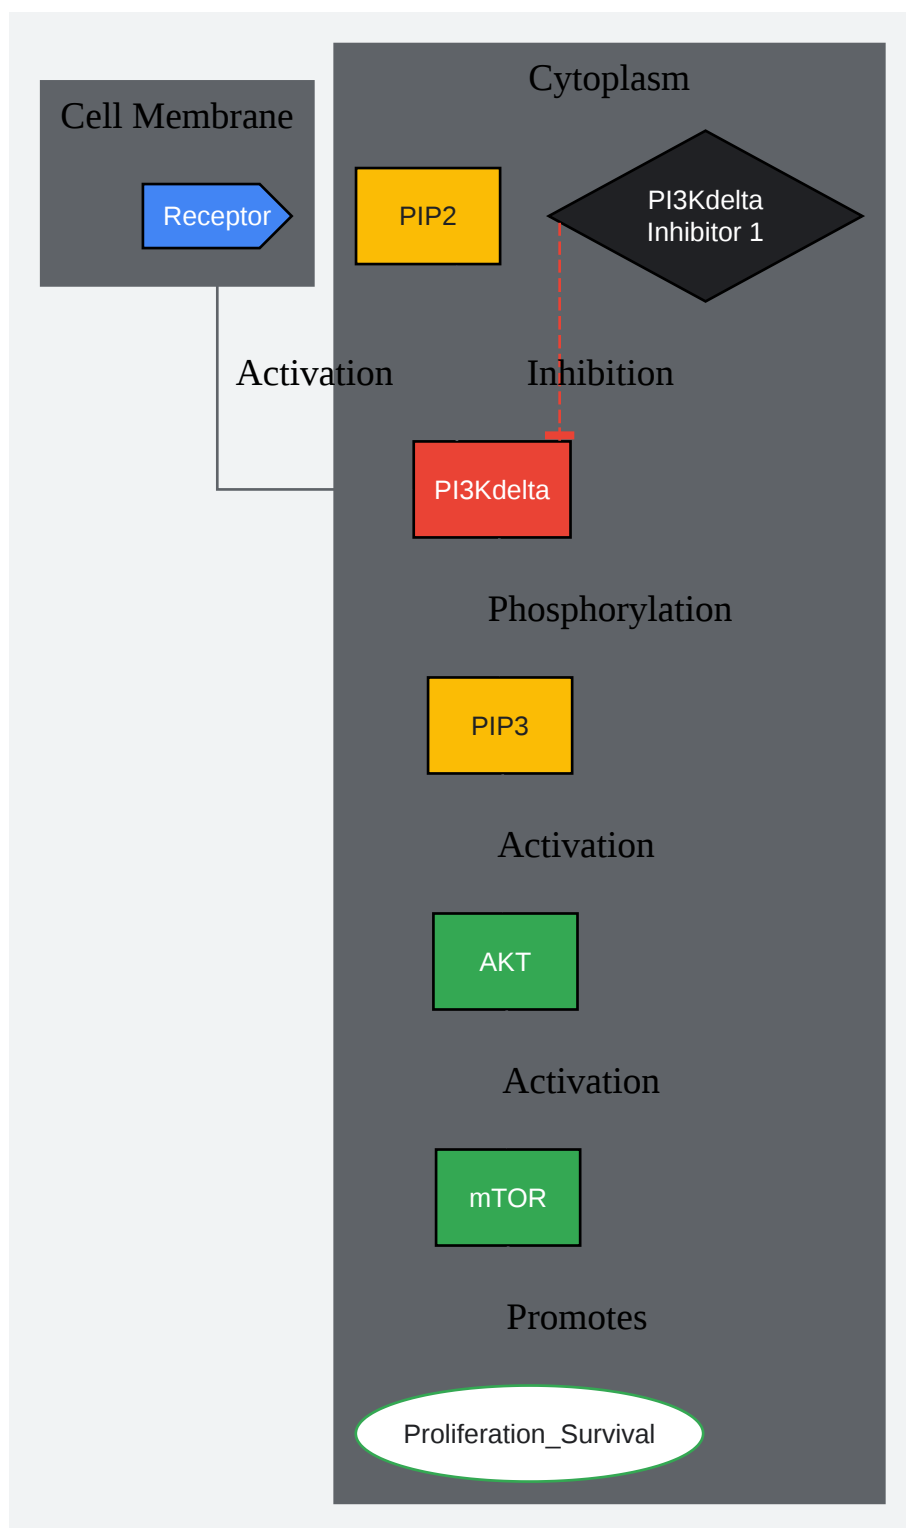 Cytoplasm
Cell Membrane
Receptor
PIP2
PI3Kdelta
Inhibitor 1
Activation
Inhibition
PI3Kdelta
Phosphorylation
PIP3
Activation
AKT
Activation
mTOR
Promotes
Proliferation_Survival